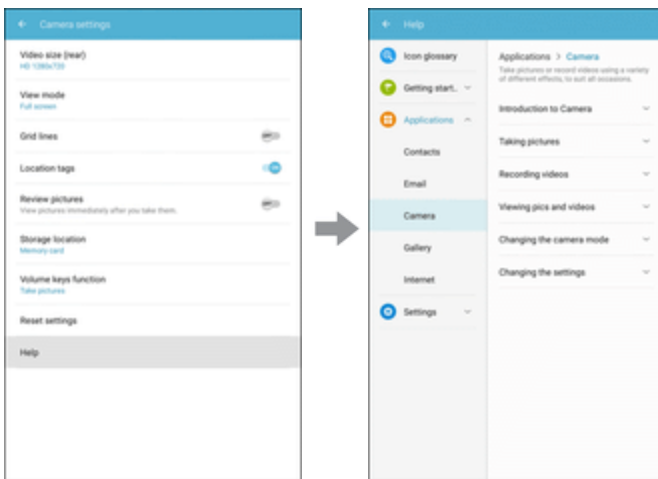 Camera settings
Video size (rear)
HD 1280x720
View mode
Full screen
Grid lines
OFF
Location tags
ON
Review pictures
View pictures immediately after you take them.
OFF
Storage location
Memory card
Volume keys function
Take pictures
Reset settings
Help
Help
Icon glossary
Getting start..
Applications
Contacts
Email
Camera
Gallery
Internet
Settings
Applications > Camera
Take pictures or record videos using a variety
of different effects, to suit all occasions.
Introduction to Camera
Taking pictures
Recording videos
Viewing pics and videos
Changing the camera mode
Changing the settings